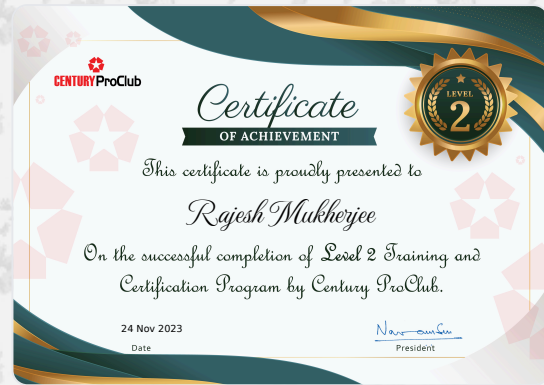 CENTURY ProClub
LEVEL
2
Certificate
OF ACHIEVEMENT
This certificate is proudly presented to
Rajesh Mukherjee
On the successful completion of Level 2 Training and
Certification Program by Century ProClub.
24 Nov 2023
Date
President